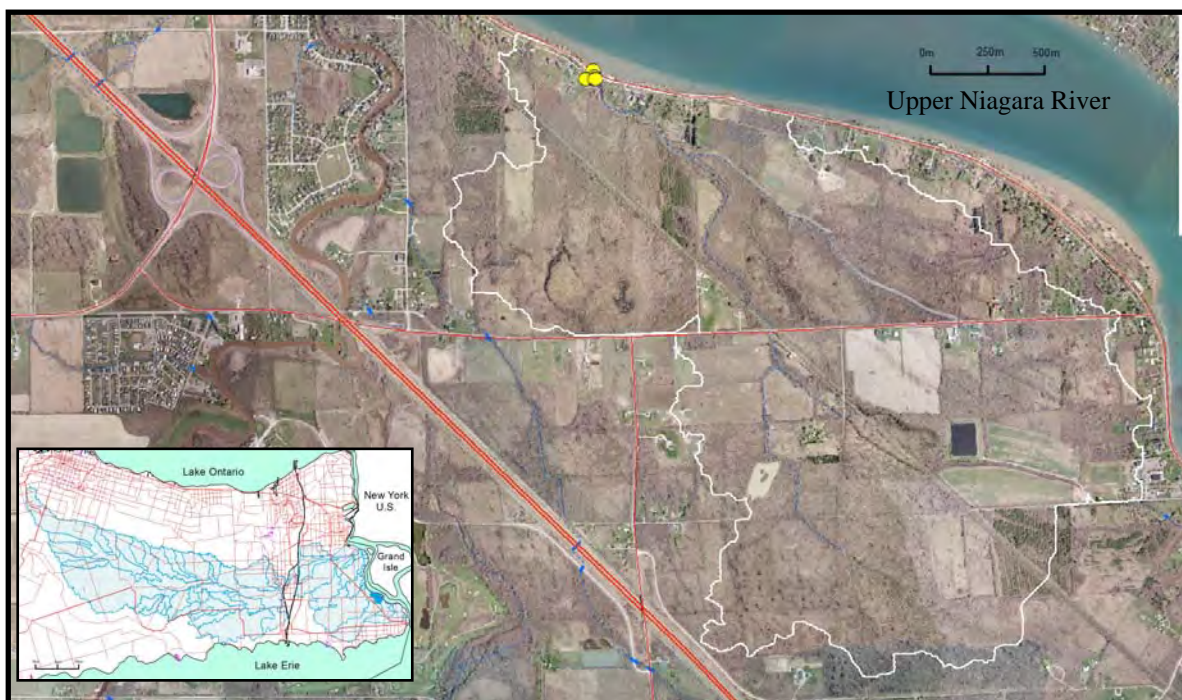 0m 250m 500m
Upper Niagara River
Lake Ontario
New York
U.S.
Grand
Isle
Lake Erie